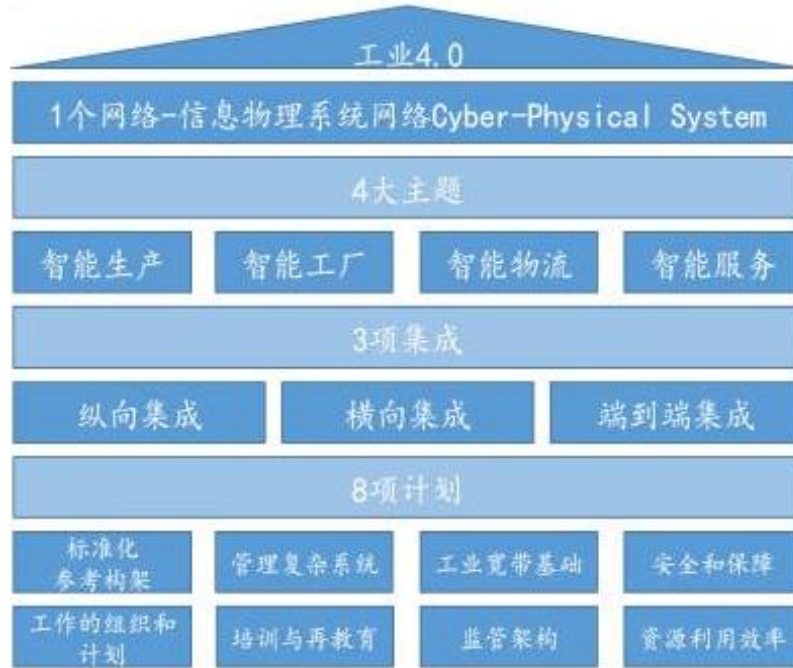 工业4.0
1个网络-信息物理系统网络Cyber-Physical System
4大主题
智能生产
智能工厂
智能物流
智能服务
3项集成
纵向集成
横向集成
端到端集成
8项计划
标准化
参考构架
管理复杂系统
工业宽带基础
安全和保障
工作的组织和
计划
培训与再教育
监管架构
资源利用效率